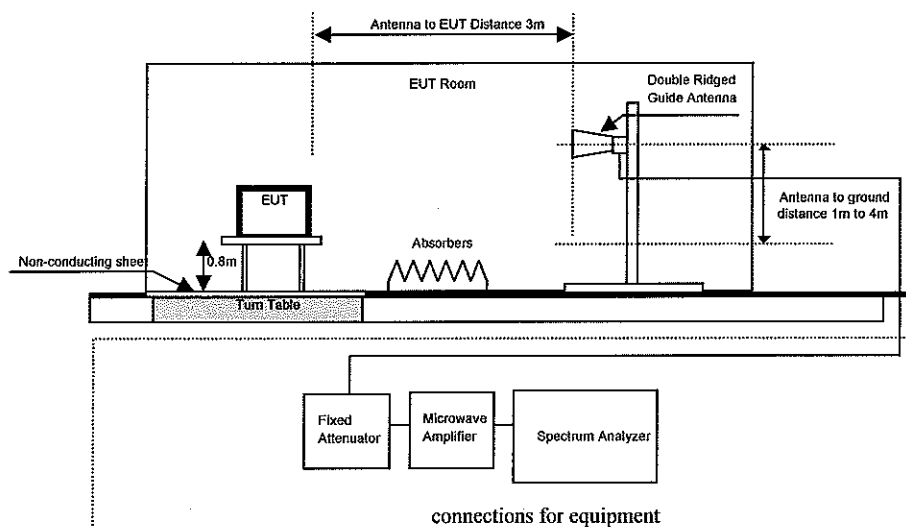 Antenna to EUT Distance 3m
EUT Room
Double Ridged
Guide Antenna
EUT
Antenna to ground
distance 1m to 4m
Absorbers
0.8m
Non-conducting sheet
Turn Table
Fixed
Attenuator
Microwave
Amplifier
Spectrum Analyzer
connections for equipment